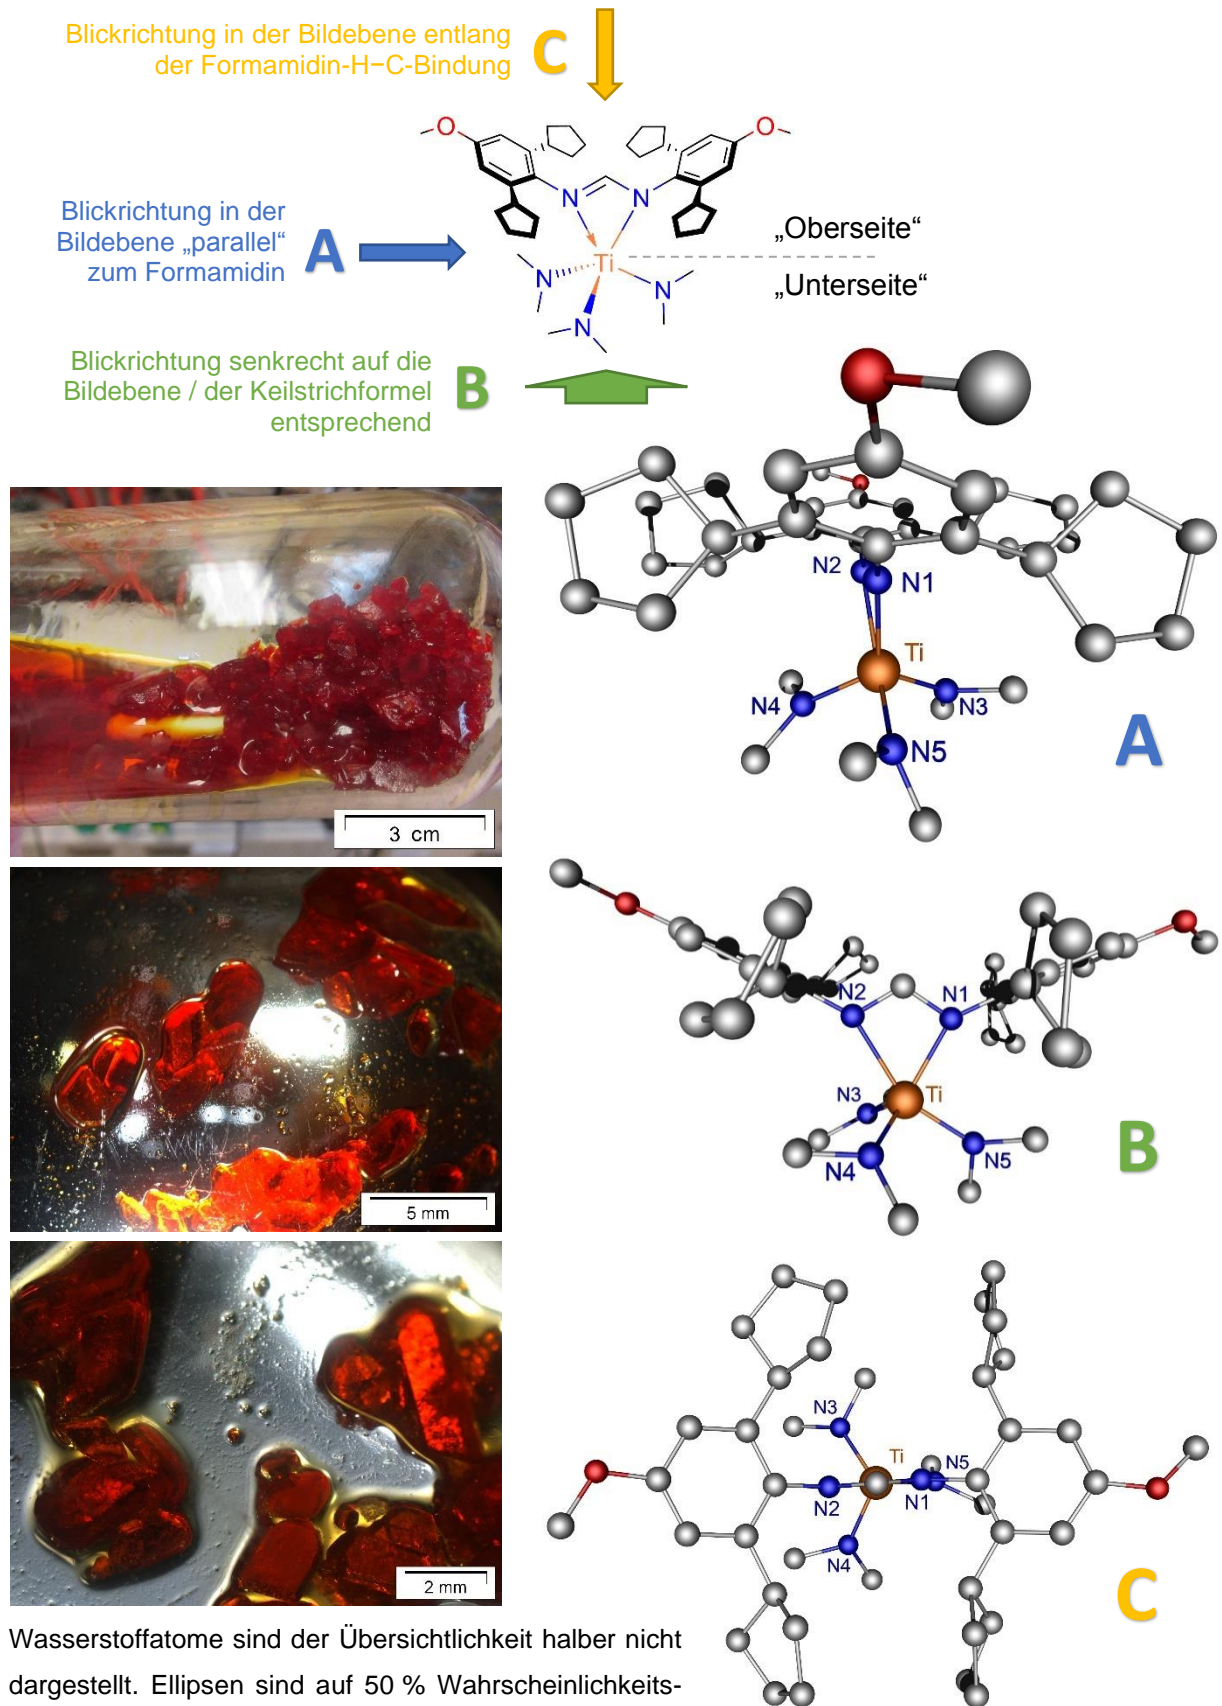 Blickrichtung in der Bildebene entlang
der Formamidin-H−C-Bindung
C
O
O
N
N
Blickrichtung in der
Bildebene „parallel“
zum Formamidin
A
Ti
N
N
N
„Oberseite“
„Unterseite“
Blickrichtung senkrecht auf die
Bildebene / der Keilstrichformel
entsprechend
B
N2
N1
Ti
N4
N3
N5
A
3 cm
N2
N1
N3
Ti
N4
N5
B
5 mm
N3
Ti
N5
N2
N1
N4
C
2 mm
Wasserstoffatome sind der Übersichtlichkeit halber nicht
dargestellt. Ellipsen sind auf 50 % Wahrscheinlichkeits-